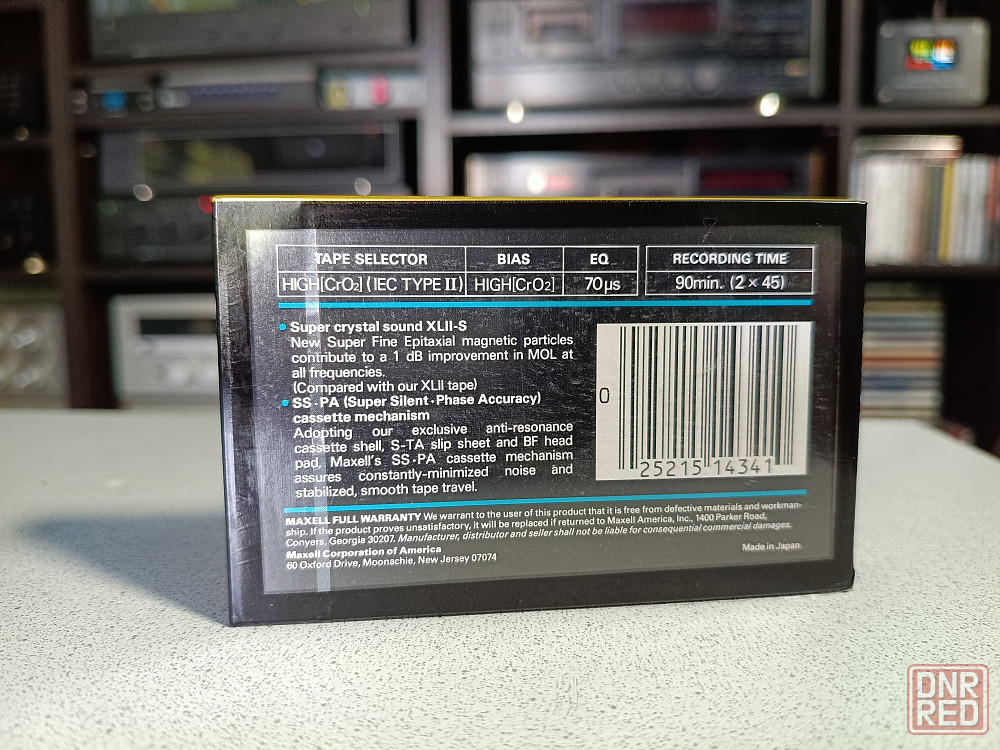 TAPE SELECTOR BIAS EQ RECORDING TIME
HIGH[CrO₂] (IEC TYPE II) HIGH[CrO₂] 70μs 90min. (2 × 45)
• Super crystal sound XLII-S
New Super Fine Epitaxial magnetic particles
contribute to a 1 dB improvement in MOL at
all frequencies.
(Compared with our XLII tape)
• SS·PA (Super Silent·Phase Accuracy)
cassette mechanism
Adopting our exclusive anti-resonance
cassette shell, S-TA slip sheet and BF head
pad, Maxell's SS·PA cassette mechanism
assures constantly-minimized noise and
stabilized, smooth tape travel.
0
25215 14341
MAXELL FULL WARRANTY We warrant to the user of this product that it is free from defective materials and workman-
ship. If the product proves unsatisfactory, it will be replaced if returned to Maxell America, Inc., 1400 Parker Road,
Conyers, Georgia 30207. Manufacturer, distributor and seller shall not be liable for consequential commercial damages.
Maxell Corporation of America
60 Oxford Drive, Moonachie, New Jersey 07074
Made in Japan
DNR
RED